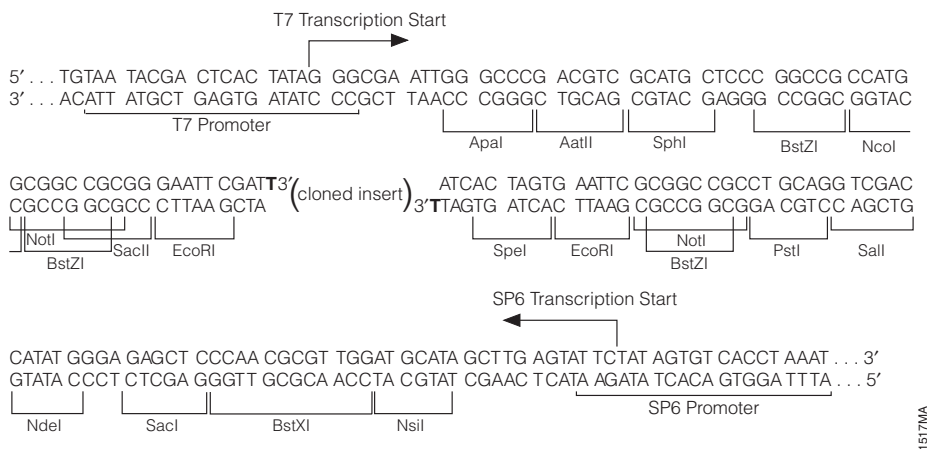 T7 Transcription Start
5′ . . . TGTAA TACGA CTCAC TATAG GGCGA ATTGG GCCCG ACGTC GCATG CTCCC GGCCG CCATG
3′ . . . ACATT ATGCT GAGTG ATATC CCGCT TAACC CGGGC TGCAG CGTAC GAGGG CCGGC GGTAC
T7 Promoter
ApaI AatII SphI BstZI NcoI
GCGGC CGCGG GAATT CGATT3′ (cloned insert) ATCAC TAGTG AATTC GCGGC CGCCT GCAGG TCGAC
CGCCG GCGCC CTTAA GCTA 3′TTAGTG ATCAC TTAAG CGCCG GCGGA CGTCC AGCTG
NotI SacII EcoRI SpeI EcoRI NotI PstI SalI
BstZI BstZI
SP6 Transcription Start
CATAT GGGA GAGCT CCCAA CGCGT TGGAT GCATA GCTTG AGTAT TCTAT AGTGT CACCT AAAT . . . 3′
GTATA CCCT CTCGAG GGTT GCGCA ACCTA CGTAT CGAACT CATA AGATA TCACA GTGGA TTTA . . . 5′
NdeI SacI BstXI NsiI SP6 Promoter
1517MA